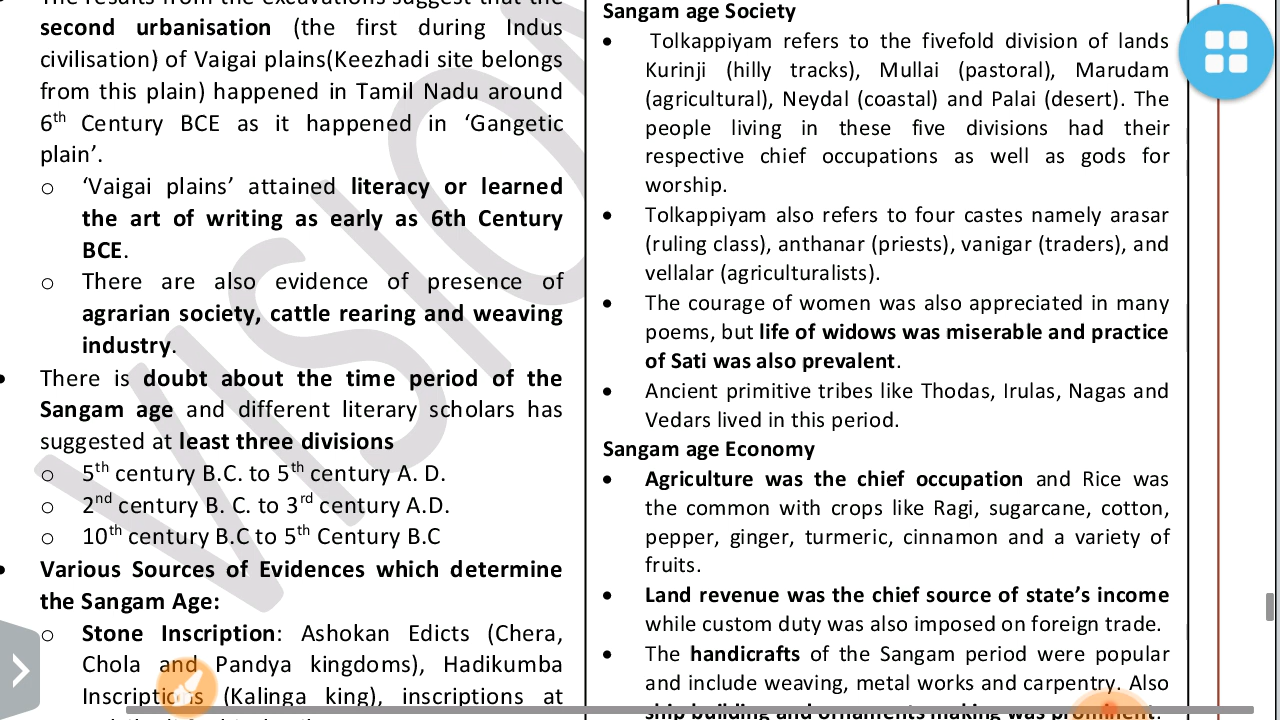 The results from the excavations suggest that the
second urbanisation (the first during Indus
civilisation) of Vaigai plains(Keezhadi site belongs
from this plain) happened in Tamil Nadu around
6th Century BCE as it happened in ‘Gangetic
plain’.
o ‘Vaigai plains’ attained literacy or learned
the art of writing as early as 6th Century
BCE.
o There are also evidence of presence of
agrarian society, cattle rearing and weaving
industry.
• There is doubt about the time period of the
Sangam age and different literary scholars has
suggested at least three divisions
o 5th century B.C. to 5th century A. D.
o 2nd century B. C. to 3rd century A.D.
o 10th century B.C to 5th Century B.C
• Various Sources of Evidences which determine
the Sangam Age:
o Stone Inscription: Ashokan Edicts (Chera,
Chola and Pandya kingdoms), Hadikumba
Inscriptions (Kalinga king), inscriptions at
Sangam age Society
• Tolkappiyam refers to the fivefold division of lands
Kurinji (hilly tracks), Mullai (pastoral), Marudam
(agricultural), Neydal (coastal) and Palai (desert). The
people living in these five divisions had their
respective chief occupations as well as gods for
worship.
• Tolkappiyam also refers to four castes namely arasar
(ruling class), anthanar (priests), vanigar (traders), and
vellalar (agriculturalists).
• The courage of women was also appreciated in many
poems, but life of widows was miserable and practice
of Sati was also prevalent.
• Ancient primitive tribes like Thodas, Irulas, Nagas and
Vedars lived in this period.
Sangam age Economy
• Agriculture was the chief occupation and Rice was
the common with crops like Ragi, sugarcane, cotton,
pepper, ginger, turmeric, cinnamon and a variety of
fruits.
• Land revenue was the chief source of state’s income
while custom duty was also imposed on foreign trade.
• The handicrafts of the Sangam period were popular
and include weaving, metal works and carpentry. Also
ship building and ornaments making was prominent.
VISION